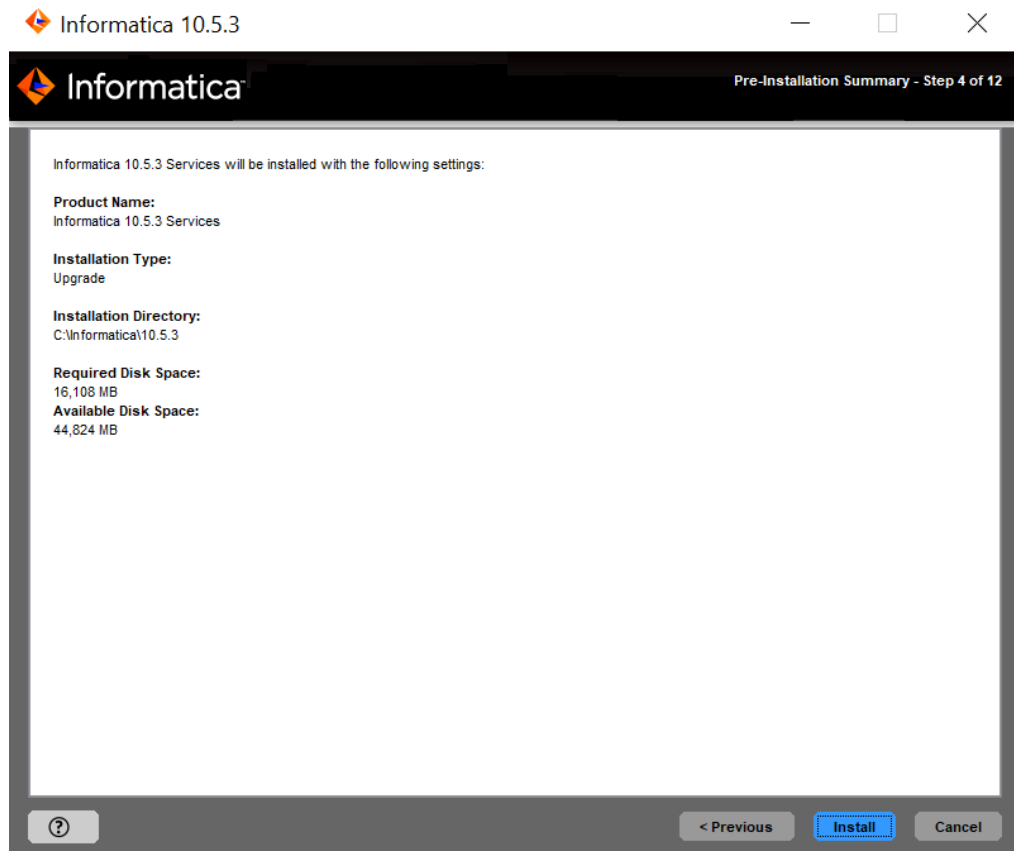 Informatica 10.5.3
Informatica
Pre-Installation Summary - Step 4 of 12
Informatica 10.5.3 Services will be installed with the following settings:
Product Name:
Informatica 10.5.3 Services
Installation Type:
Upgrade
Installation Directory:
C:\Informatica\10.5.3
Required Disk Space:
16,108 MB
Available Disk Space:
44,824 MB
?
< Previous
Install
Cancel